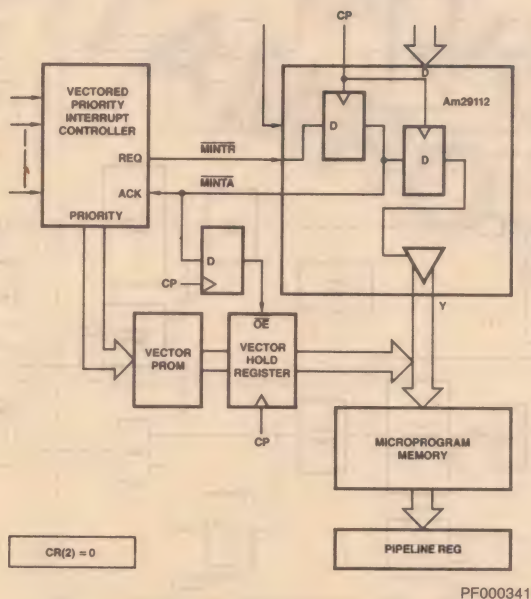 CP
D
Am29112
VECTORED
PRIORITY
INTERRUPT
CONTROLLER
D
D
REQ
MINTR
ACK
MINTA
PRIORITY
D
CP
Y
OE
VECTOR
PROM
VECTOR
HOLD
REGISTER
CP
MICROPROGRAM
MEMORY
CR(2) = 0
PIPELINE REG
PF000341